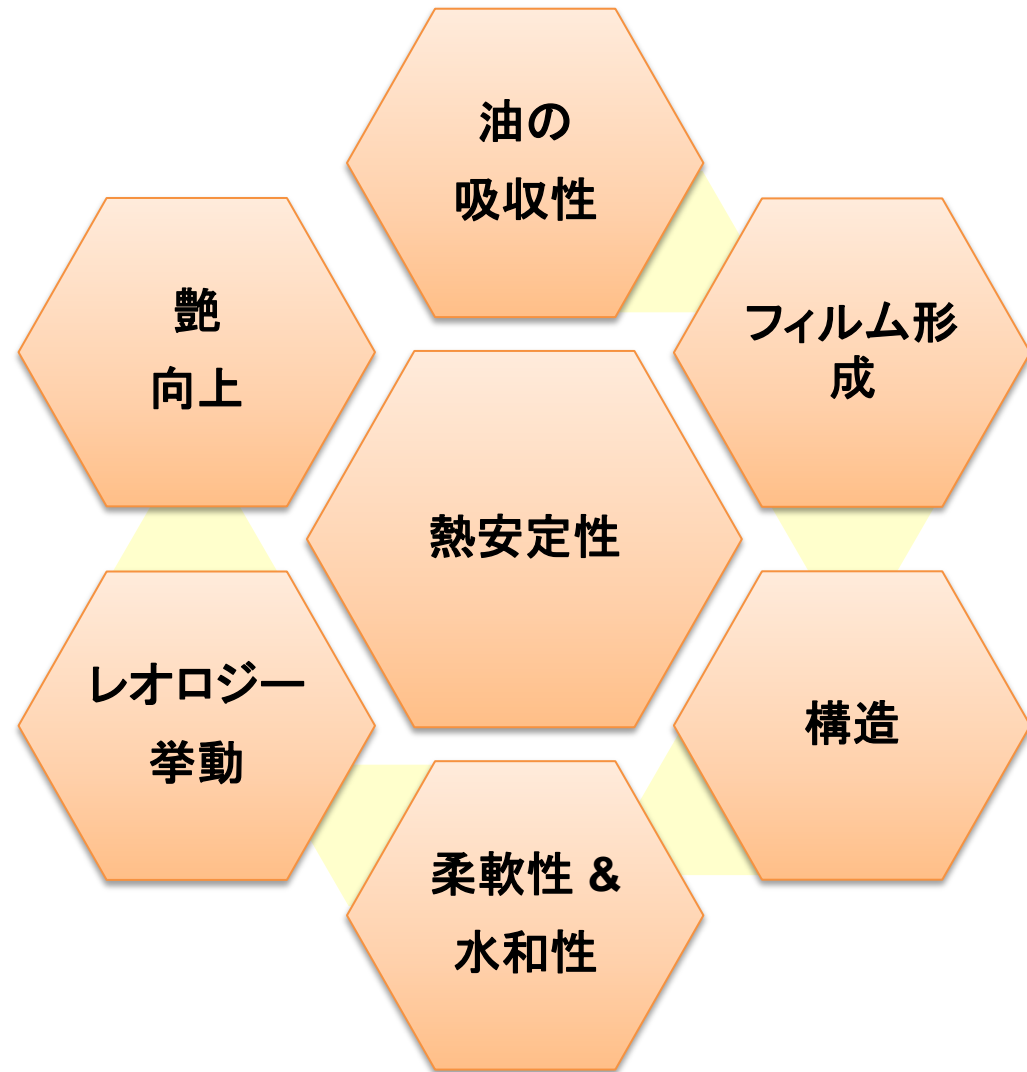 油の
吸収性
艶
向上
フィルム形
成
熱安定性
レオロジー
挙動
構造
柔軟性 &
水和性